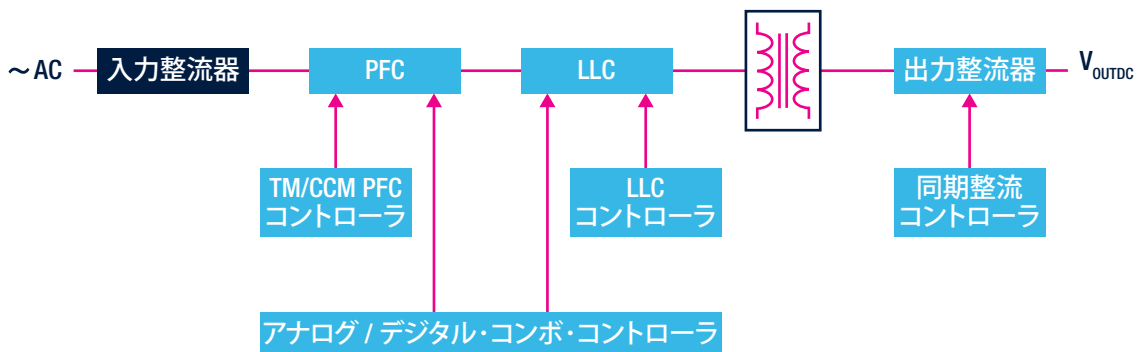 ～AC
入力整流器
PFC
LLC
出力整流器
VOUTDC
TM/CCM PFC
コントローラ
LLC
コントローラ
同期整流
コントローラ
アナログ / デジタル・コンボ・コントローラ